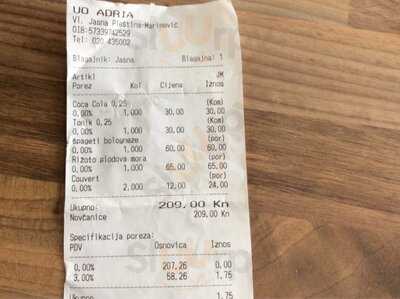 UO ADRIA
Vl. Jasna Plaština-Marinović
OIB:57339742529
Tel: 020 435002
Blagajnik: Jasna Blagajna: 1
Artikl JM
Porez Kol Cijena Iznos
Coca Cola 0,25 (Kom)
0.00% 1,000 30,00 30,00
Tonik 0,25 (Kom)
0.00% 1,000 30,00 30,00
Špageti bolognaze (por)
0.00% 1,000 60,00 60,00
Rižoto plodova mora (por)
0.00% 1,000 65,00 65,00
Couvert (por)
0.00% 2,000 12,00 24,00
Ukupno: 209,00 Kn
Novčanice 209,00 Kn
Specifikacija poreza:
PDV Osnovica Iznos
0.00% 207,26 0,00
3.00% 58,26 1,75
Ukupno 1,75